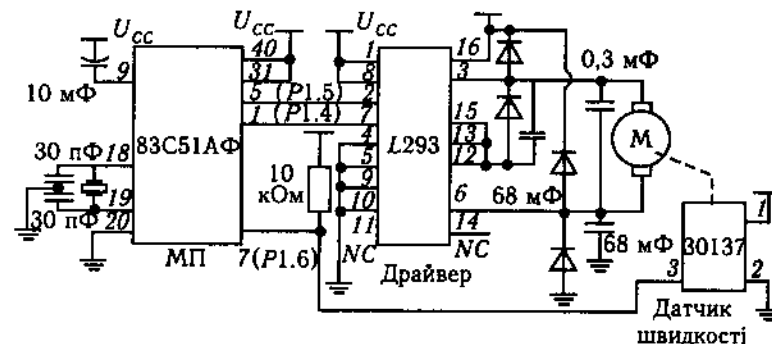 U_cc
9
10 мФ
30 пФ
18
19
30 пФ
20
83С51АФ
МП
U_cc
40
31
5 (P1.5)
1 (P1.4)
7(P1.6)
10
кОм
U_cc
1
8
2
7
4
5
9
10
11
NC
L293
Драйвер
16
3
15
13
12
6
14
NC
68 мФ
0,3 мФ
М
68 мФ
30137
1
2
3
Датчик
швидкості